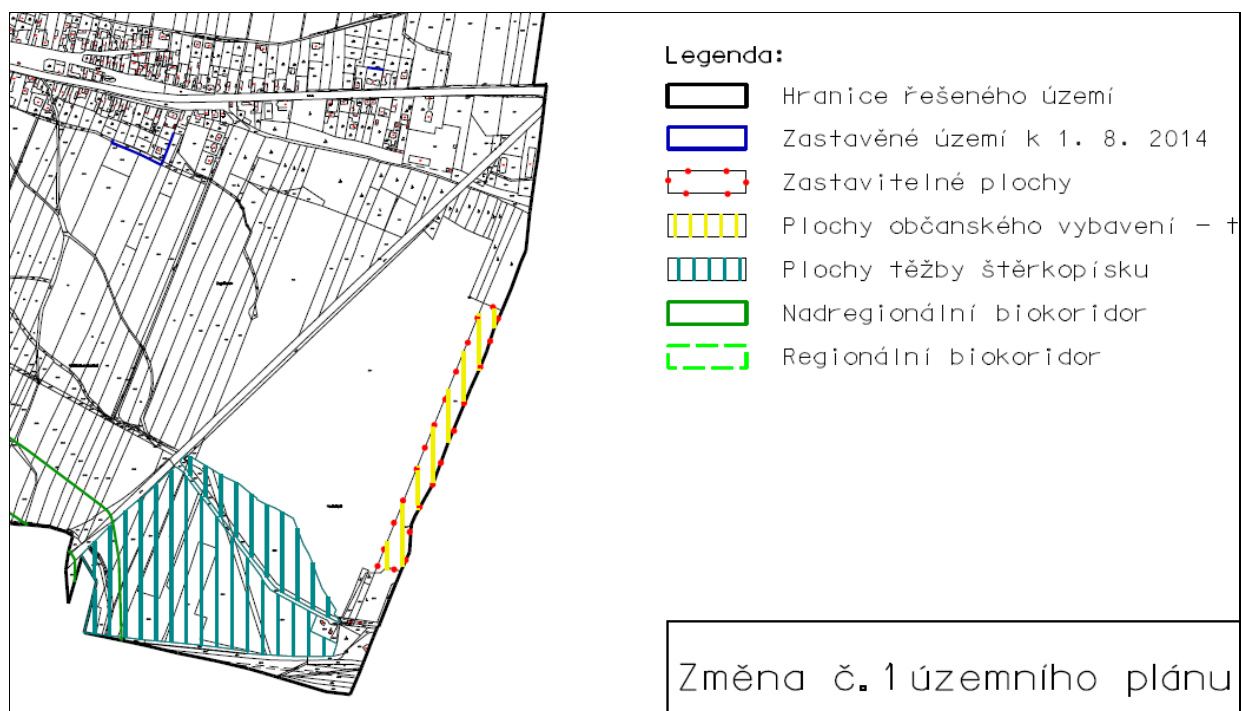 Legenda:
Hranice řešeného území
Zastavěné území k 1. 8. 2014
Zastavitelné plochy
Plochy občanského vybavení - t
Plochy těžby štěrkopísku
Nadregionální biokoridor
Regionální biokoridor
Změna č. 1 územního plánu